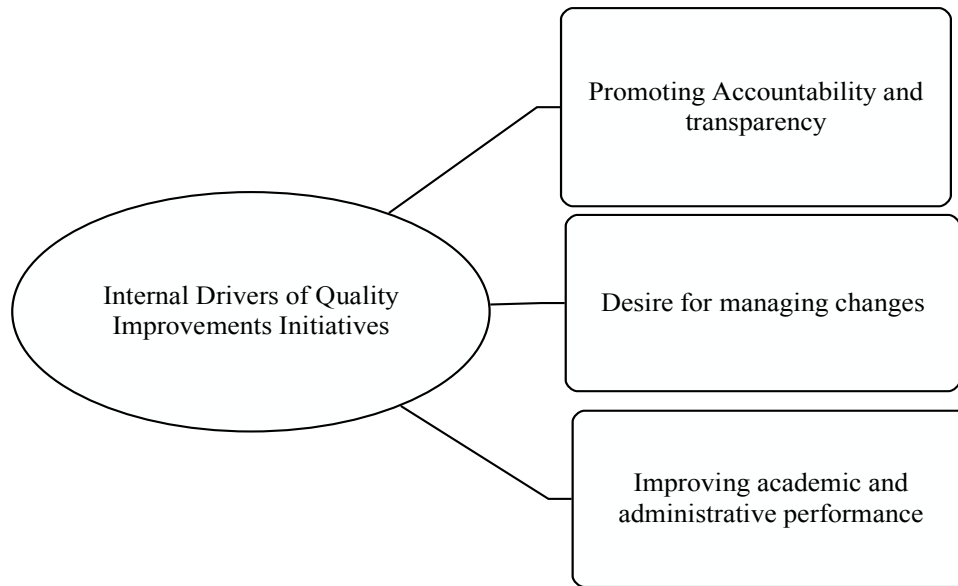 Promoting Accountability and
transparency
Internal Drivers of Quality
Improvements Initiatives
Desire for managing changes
Improving academic and
administrative performance